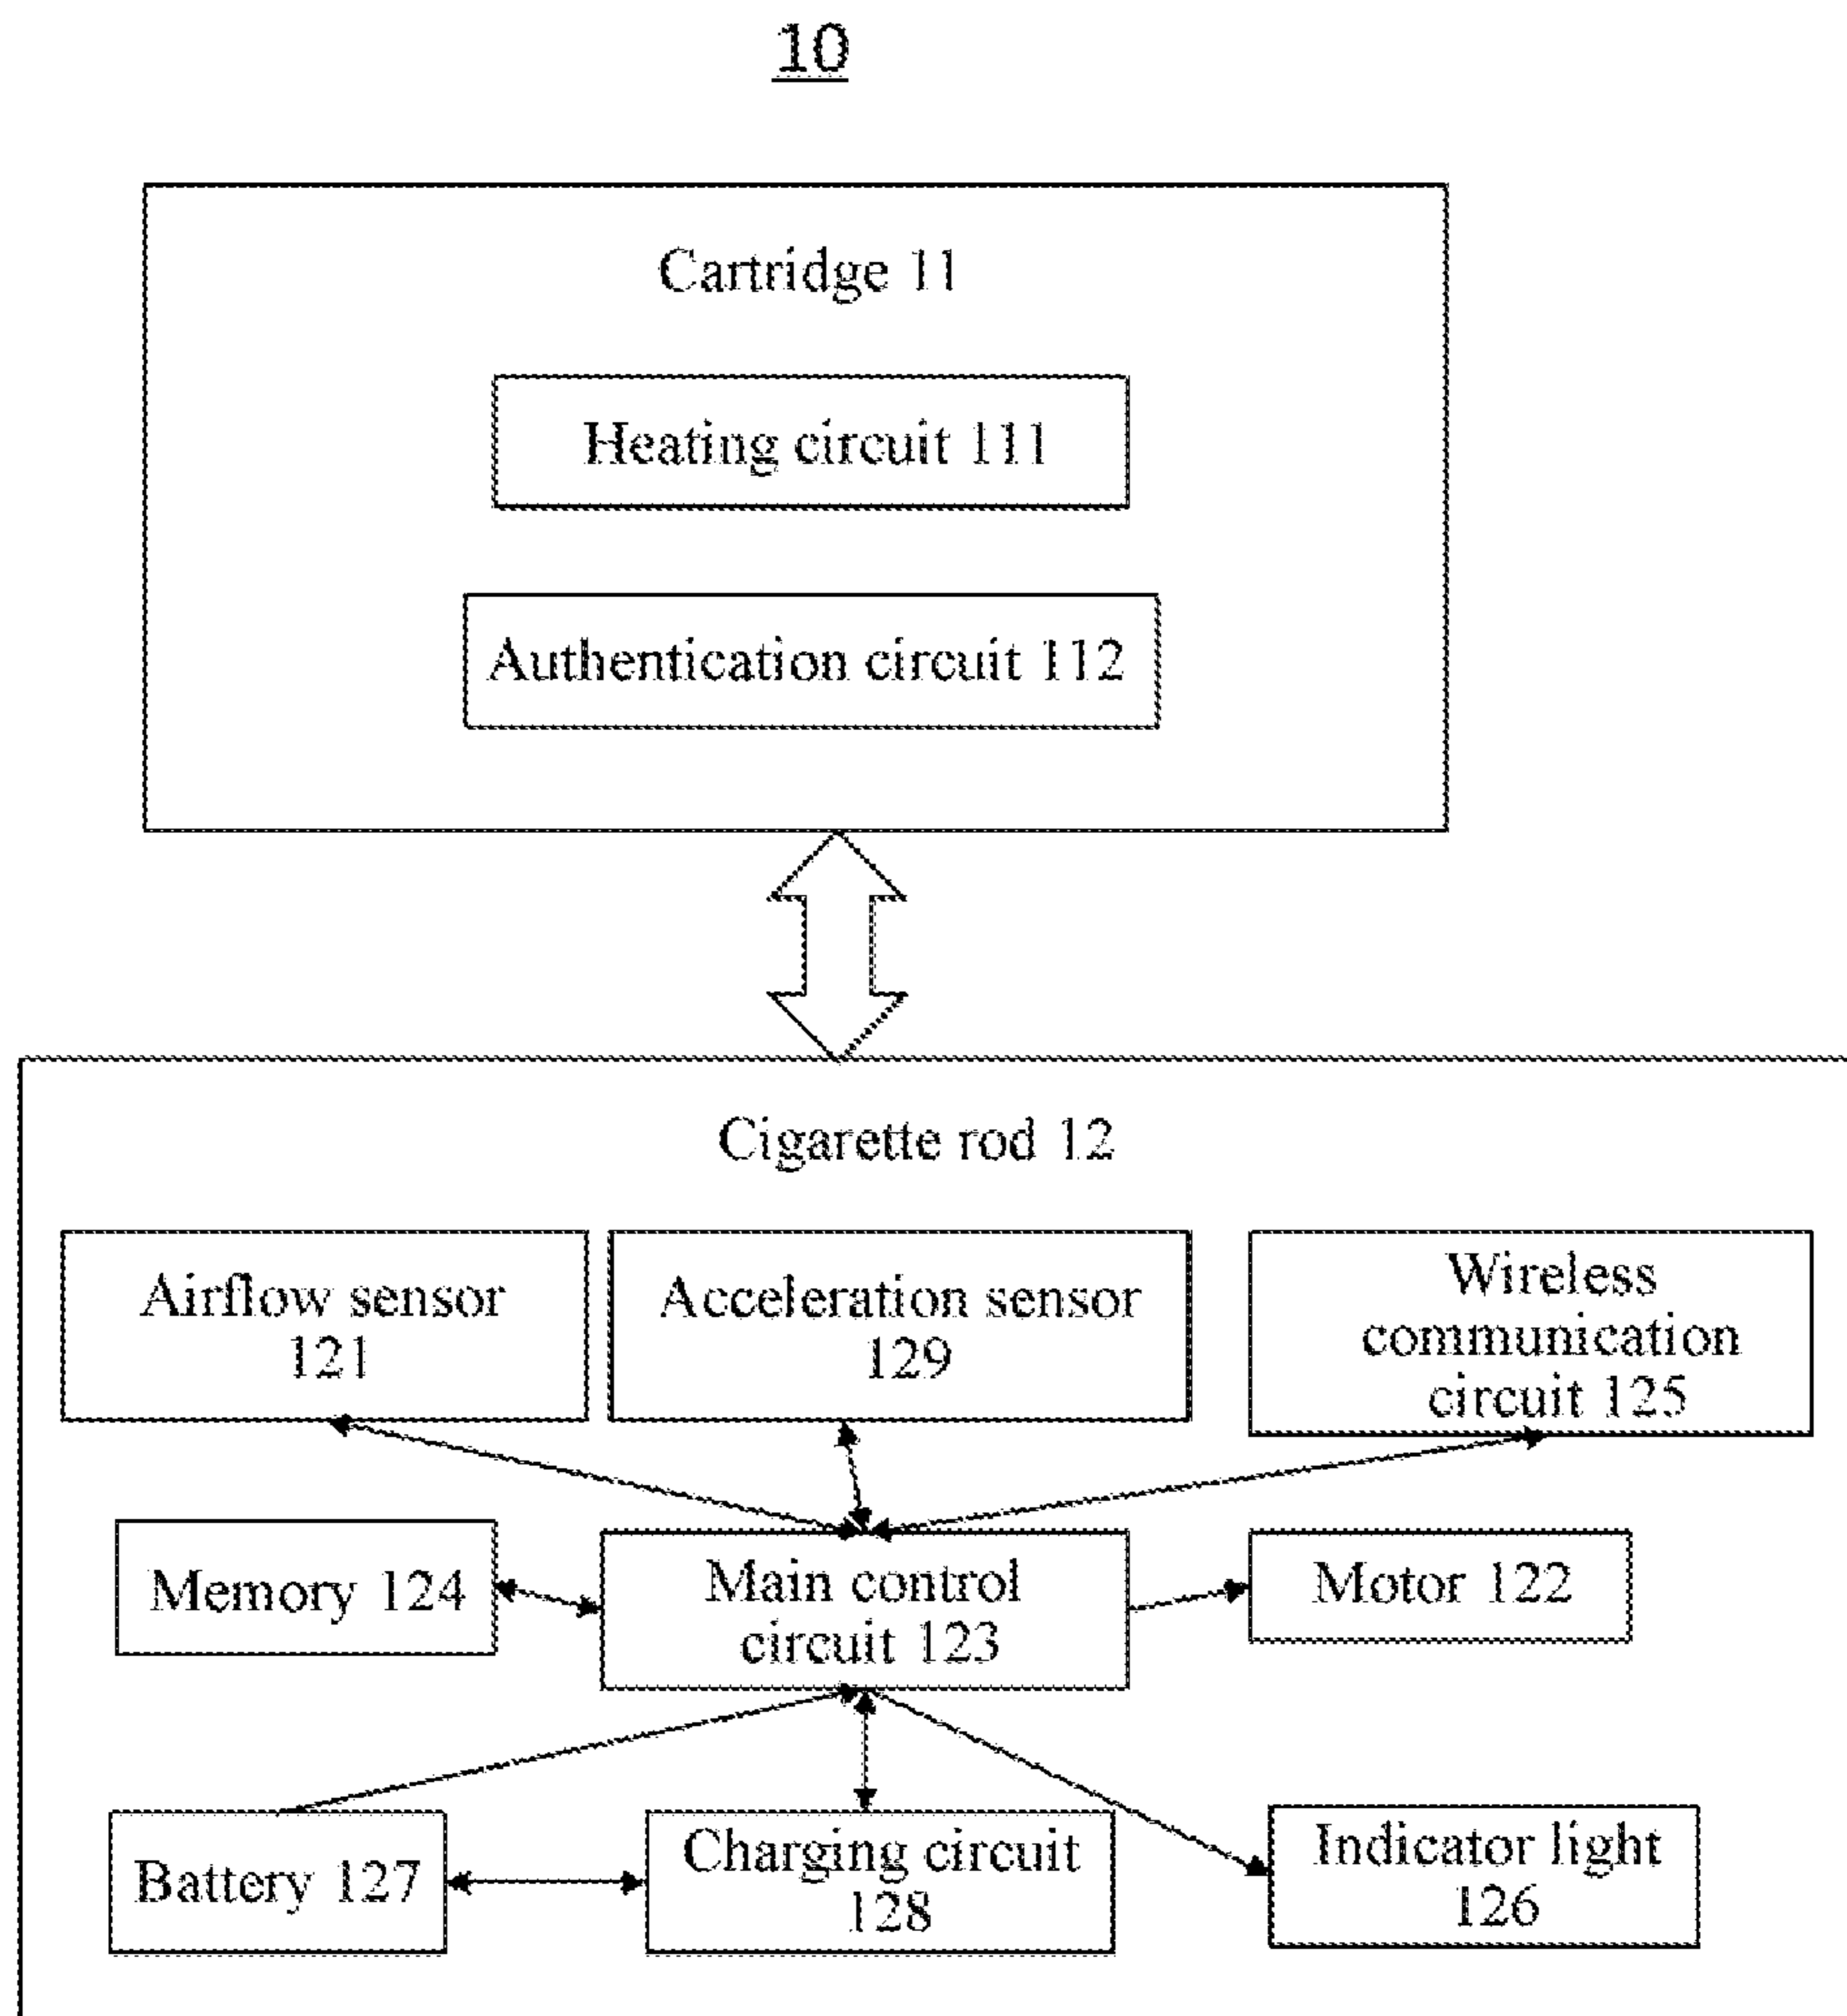 10
Cartridge 11
Heating circuit 111
Authentication circuit 112
Cigarette rod 12
Airflow sensor
121
Acceleration sensor
129
Wireless
communication
circuit 125
Memory 124
Main control
circuit 123
Motor 122
Battery 127
Charging circuit
128
Indicator light
126